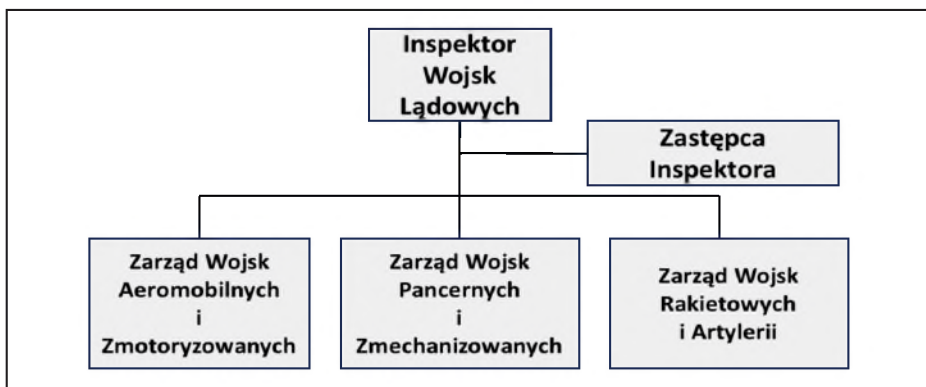 Inspektor
Wojsk
Lądowych
Zastępca
Inspektora
Zarząd Wojsk
Aeromobilnych
i
Zmotoryzowanych
Zarząd Wojsk
Pancernych
i
Zmechanizowanych
Zarząd Wojsk
Rakietowych
i Artylerii